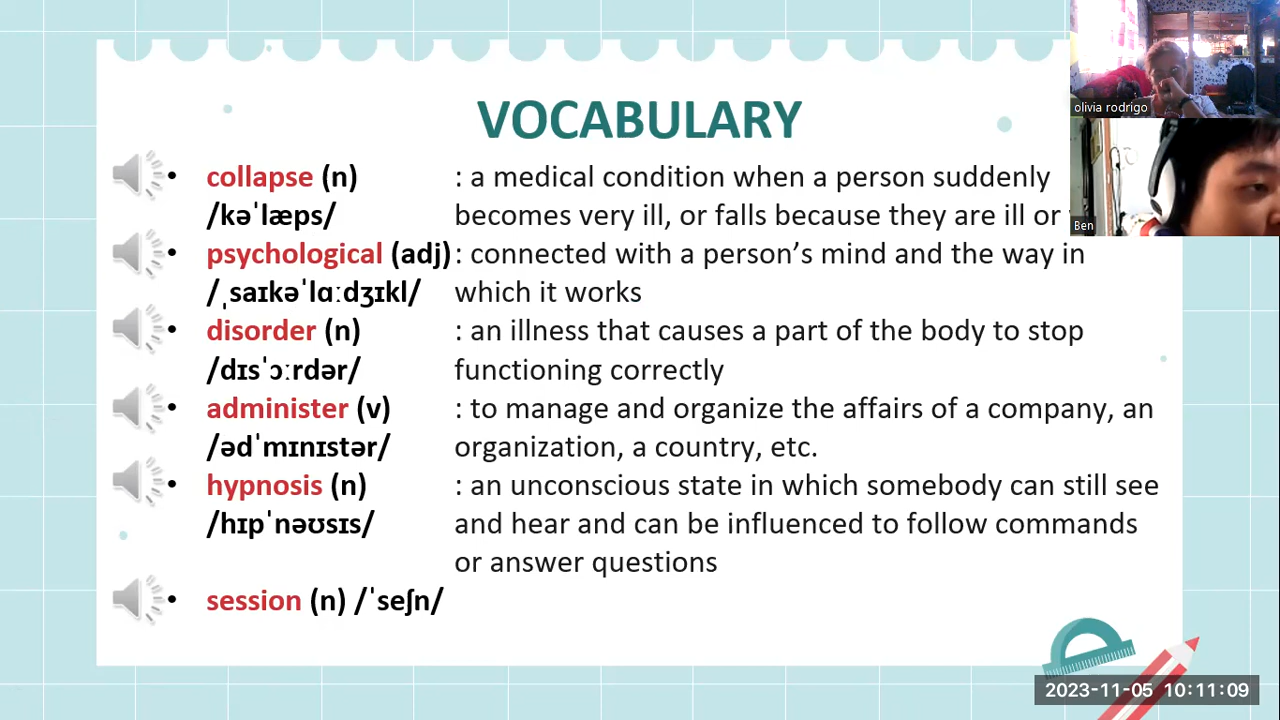 VOCABULARY
collapse (n) : a medical condition when a person suddenly
/kəˈlæps/ becomes very ill, or falls because they are ill or
psychological (adj) : connected with a person’s mind and the way in
/ˌsaɪkəˈlɑːdʒɪkl/ which it works
disorder (n) : an illness that causes a part of the body to stop
/dɪsˈɔːrdər/ functioning correctly
administer (v) : to manage and organize the affairs of a company, an
/ədˈmɪnɪstər/ organization, a country, etc.
hypnosis (n) : an unconscious state in which somebody can still see
/hɪpˈnəʊsɪs/ and hear and can be influenced to follow commands
or answer questions
session (n) /ˈseʃn/
olivia rodrigo
Ben
2023-11-05 10:11:09